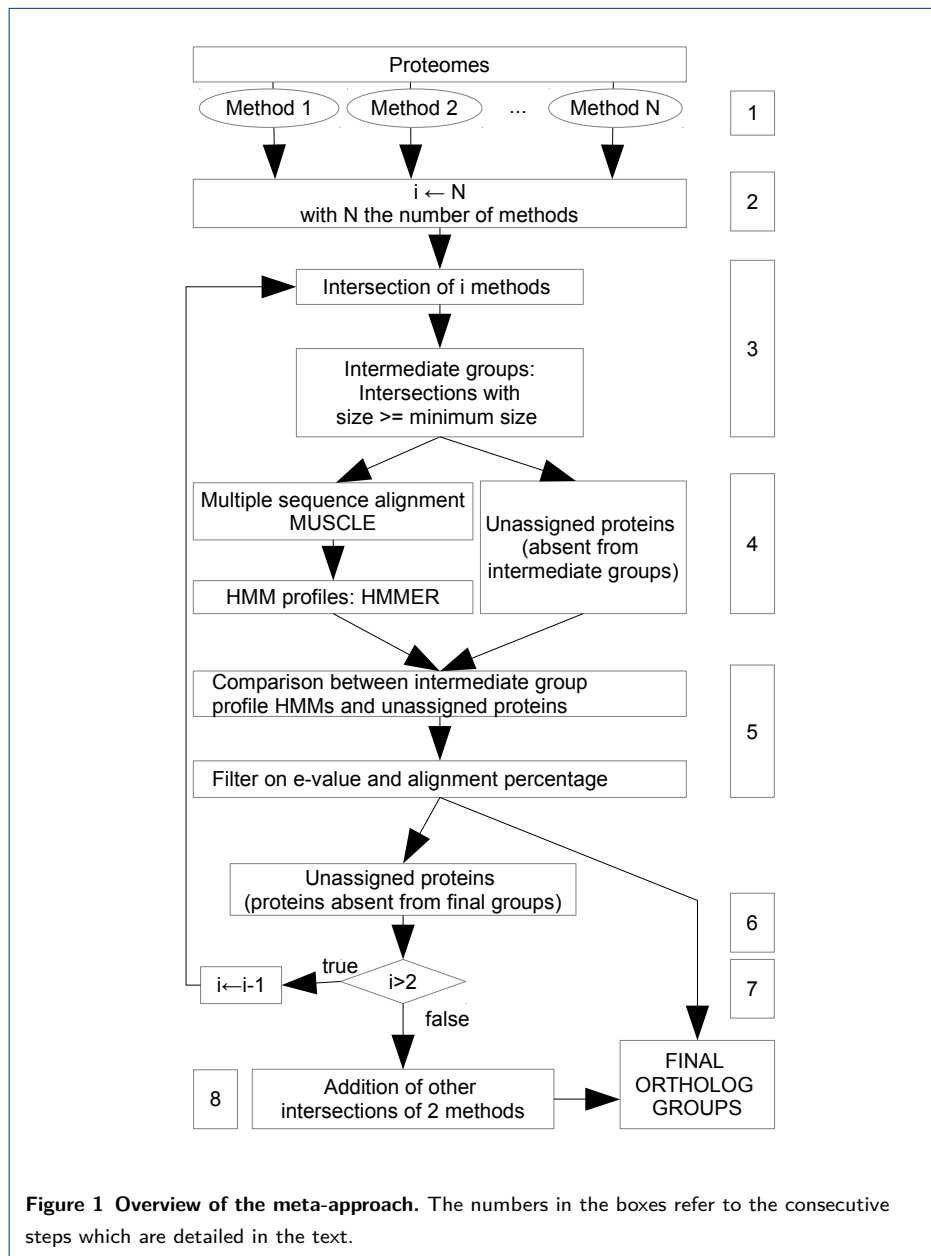 Proteomes
Method 1
Method 2
...
Method N
1
i ← N
with N the number of methods
2
Intersection of i methods
3
Intermediate groups:
Intersections with
size >= minimum size
Multiple sequence alignment
MUSCLE
Unassigned proteins
(absent from
intermediate groups)
4
HMM profiles: HMMER
Comparison between intermediate group
profile HMMs and unassigned proteins
5
Filter on e-value and alignment percentage
Unassigned proteins
(proteins absent from final groups)
6
i←i-1
true
i>2
7
false
8
Addition of other
intersections of 2 methods
FINAL
ORTHOLOG
GROUPS
Figure 1 Overview of the meta-approach. The numbers in the boxes refer to the consecutive
steps which are detailed in the text.